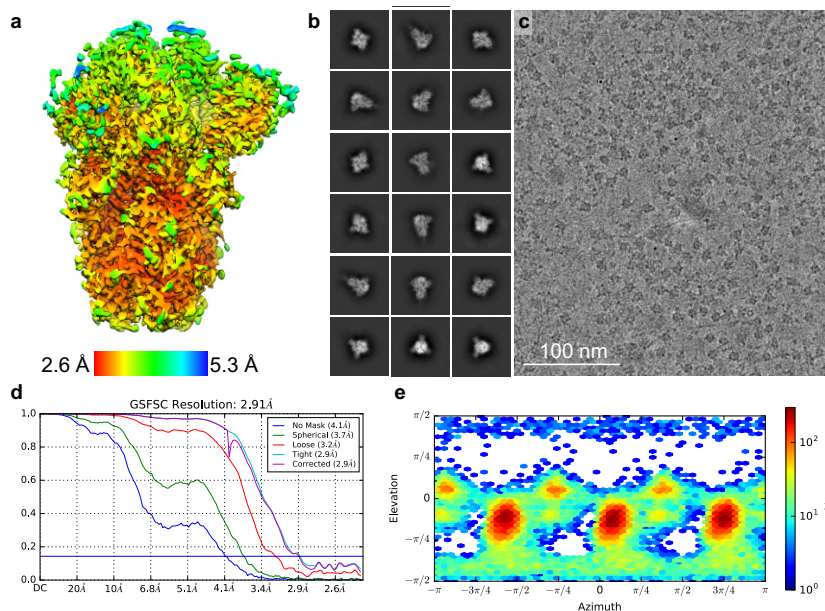 a
b
c
2.6 Å
5.3 Å
100 nm
d
GSFSC Resolution: 2.91Å
1.0
0.8
0.6
0.4
0.2
0.0
No Mask (4.1Å)
Spherical (3.7Å)
Loose (3.2Å)
Tight (2.9Å)
Corrected (2.9Å)
DC
20Å
10Å
6.8Å
5.1Å
4.1Å
3.4Å
2.9Å
2.6Å
e
π/2
π/4
0
−π/4
−π/2
Elevation
−π
−3π/4
−π/2
−π/4
0
π/4
π/2
3π/4
π
Azimuth
10²
10¹
10⁰